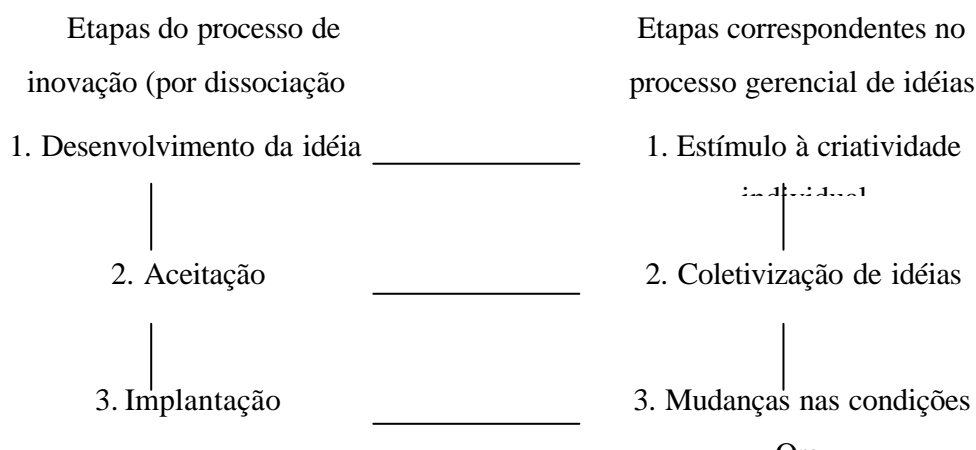 Etapas do processo de
inovação (por dissociação
1. Desenvolvimento da idéia
2. Aceitação
3. Implantação
Etapas correspondentes no
processo gerencial de idéias
1. Estímulo à criatividade
individual
2. Coletivização de idéias
3. Mudanças nas condições